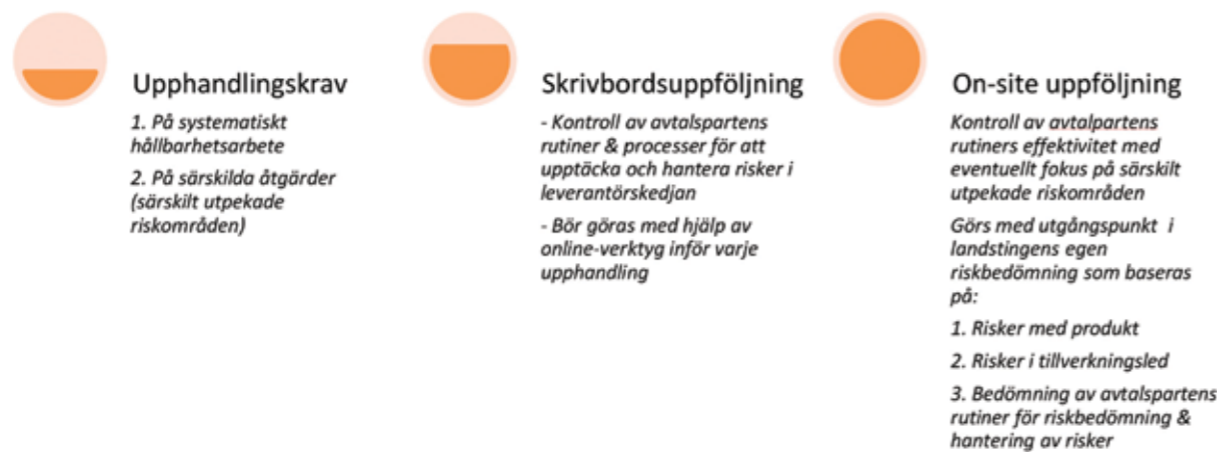 Upphandlingskrav
1. På systematiskt
hållbarhetsarbete
2. På särskilda åtgärder
(särskilt utpekade
riskområden)
Skrivbordsuppföljning
- Kontroll av avtalspartens
rutiner & processer för att
upptäcka och hantera risker i
leverantörskedjan
- Bör göras med hjälp av
online-verktyg inför varje
upphandling
On-site uppföljning
Kontroll av avtalpartens
rutiners effektivitet med
eventuellt fokus på särskilt
utpekade riskområden
Görs med utgångspunkt i
landstingens egen
riskbedömning som baseras
på:
1. Risker med produkt
2. Risker i tillverkningsled
3. Bedömning av avtalspartens
rutiner för riskbedömning &
hantering av risker